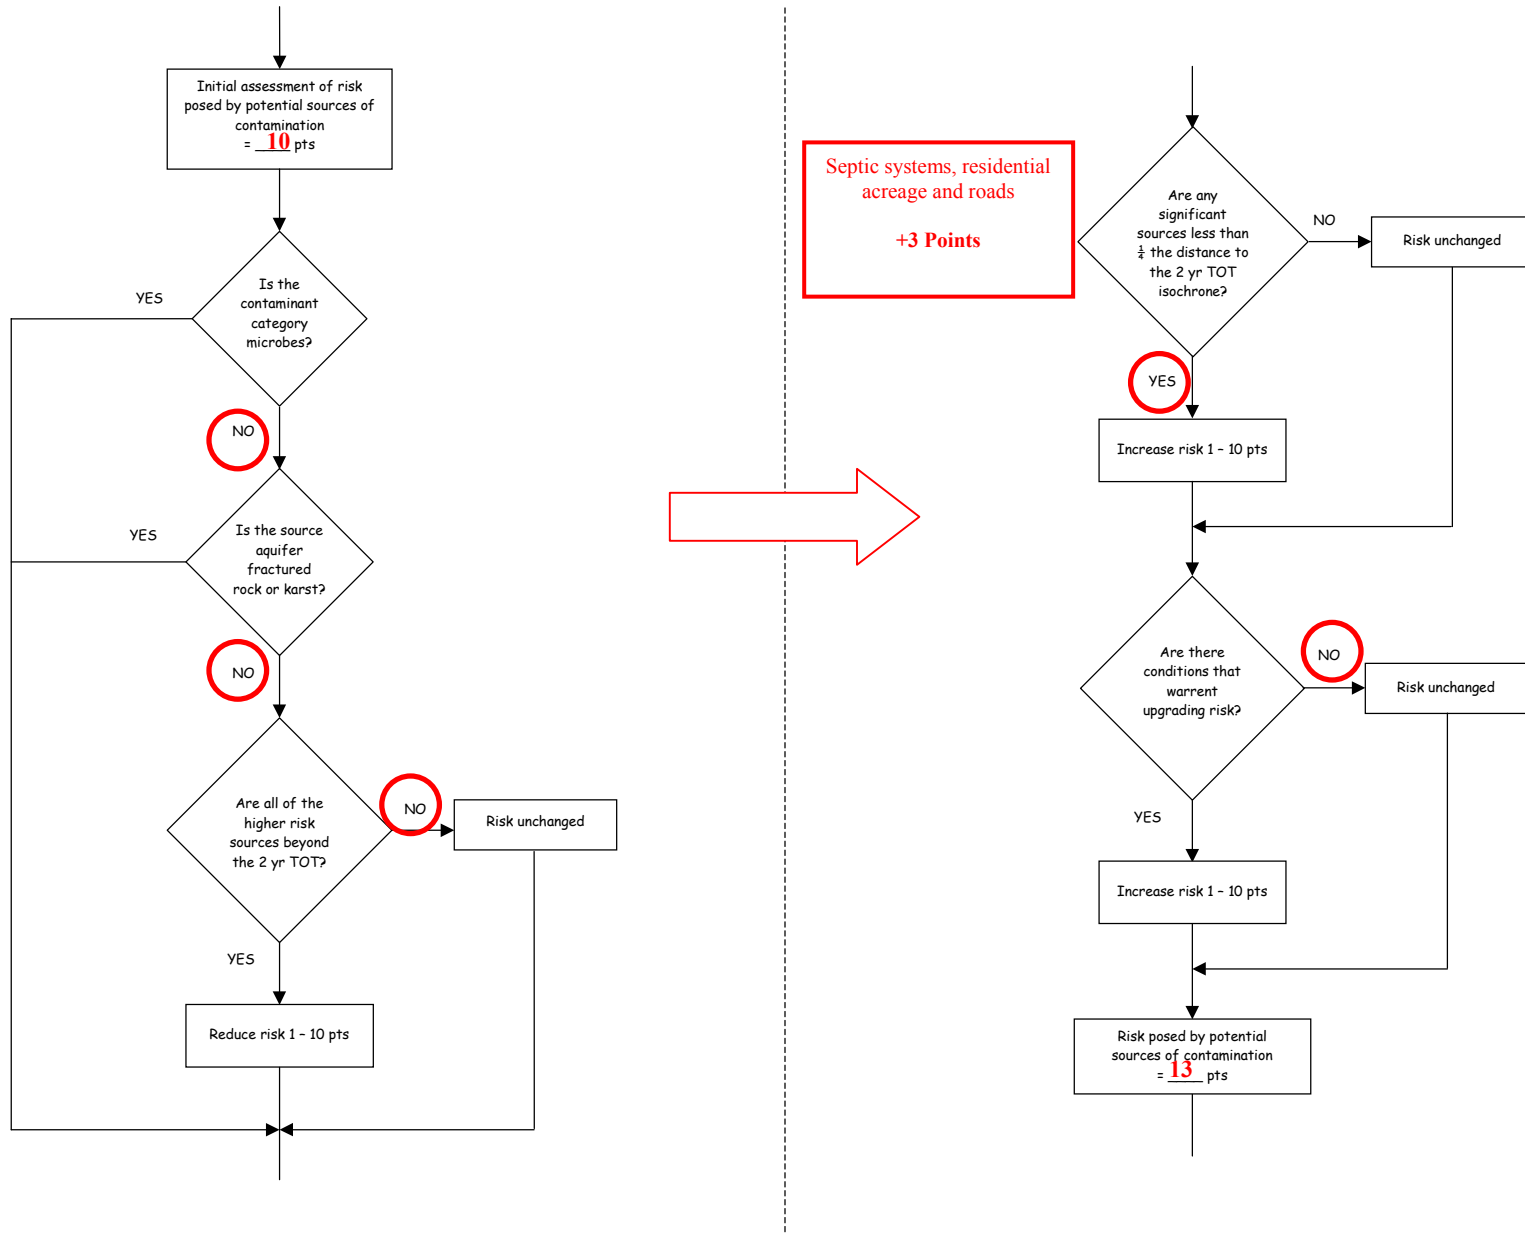 Initial assessment of risk
posed by potential sources of
contamination
= 10 pts
Is the
contaminant
category
microbes?
YES
NO
Is the source
aquifer
fractured
rock or karst?
YES
NO
Are all of the
higher risk
sources beyond
the 2 yr TOT?
NO
Risk unchanged
YES
Reduce risk 1 – 10 pts
Septic systems, residential
acreage and roads
+3 Points
Are any
significant
sources less than
¼ the distance to
the 2 yr TOT
isochrone?
NO
Risk unchanged
YES
Increase risk 1 – 10 pts
Are there
conditions that
warrent
upgrading risk?
NO
Risk unchanged
YES
Increase risk 1 – 10 pts
Risk posed by potential
sources of contamination
= 13 pts